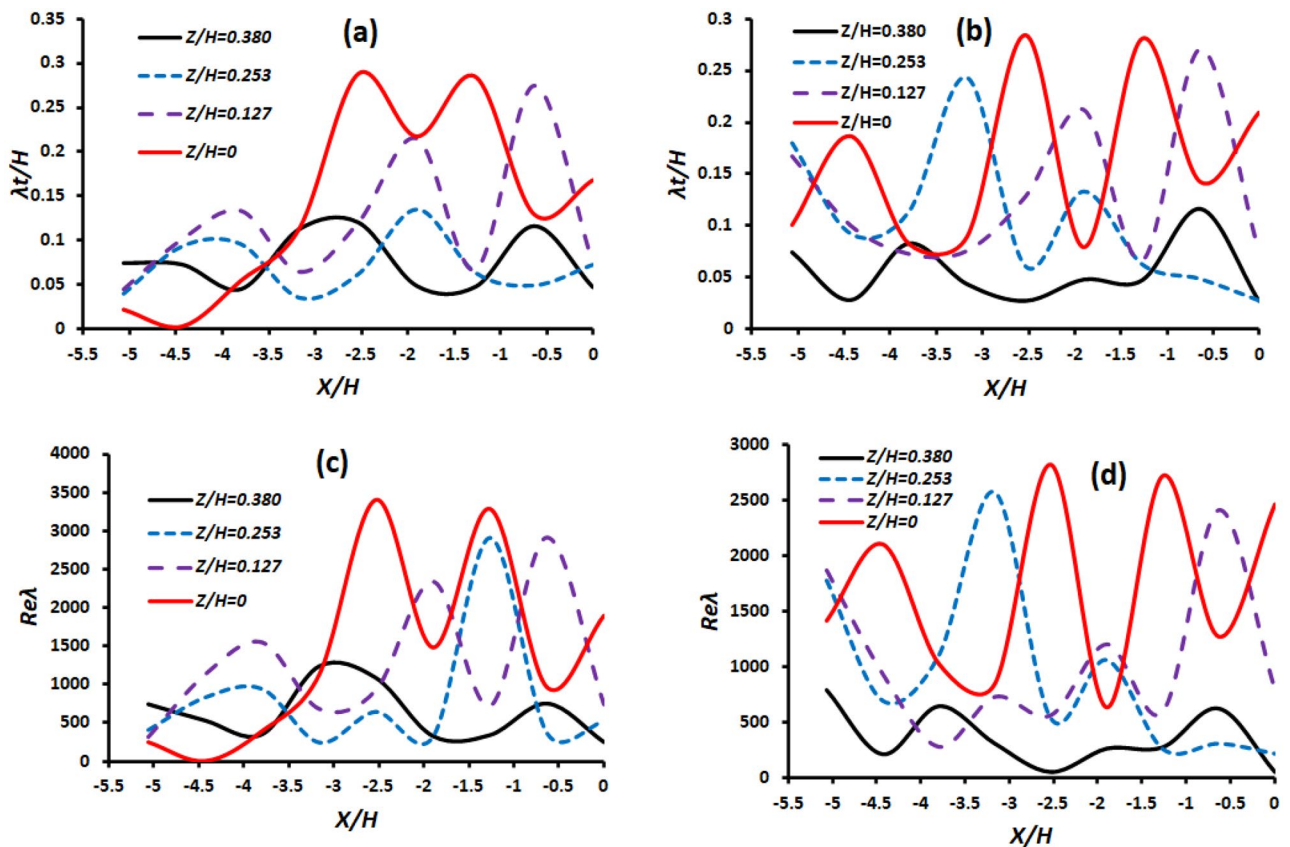 (a)
λt/H
0.35
0.3
0.25
0.2
0.15
0.1
0.05
0
Z/H=0.380
Z/H=0.253
Z/H=0.127
Z/H=0
-5.5 -5 -4.5 -4 -3.5 -3 -2.5 -2 -1.5 -1 -0.5 0
X/H
(b)
λt/H
0.3
0.25
0.2
0.15
0.1
0.05
0
Z/H=0.380
Z/H=0.253
Z/H=0.127
Z/H=0
-5.5 -5 -4.5 -4 -3.5 -3 -2.5 -2 -1.5 -1 -0.5 0
X/H
(c)
Reλ
4000
3500
3000
2500
2000
1500
1000
500
0
Z/H=0.380
Z/H=0.253
Z/H=0.127
Z/H=0
-5.5 -5 -4.5 -4 -3.5 -3 -2.5 -2 -1.5 -1 -0.5 0
X/H
(d)
Reλ
3000
2500
2000
1500
1000
500
0
Z/H=0.380
Z/H=0.253
Z/H=0.127
Z/H=0
-5.5 -5 -4.5 -4 -3.5 -3 -2.5 -2 -1.5 -1 -0.5 0
X/H